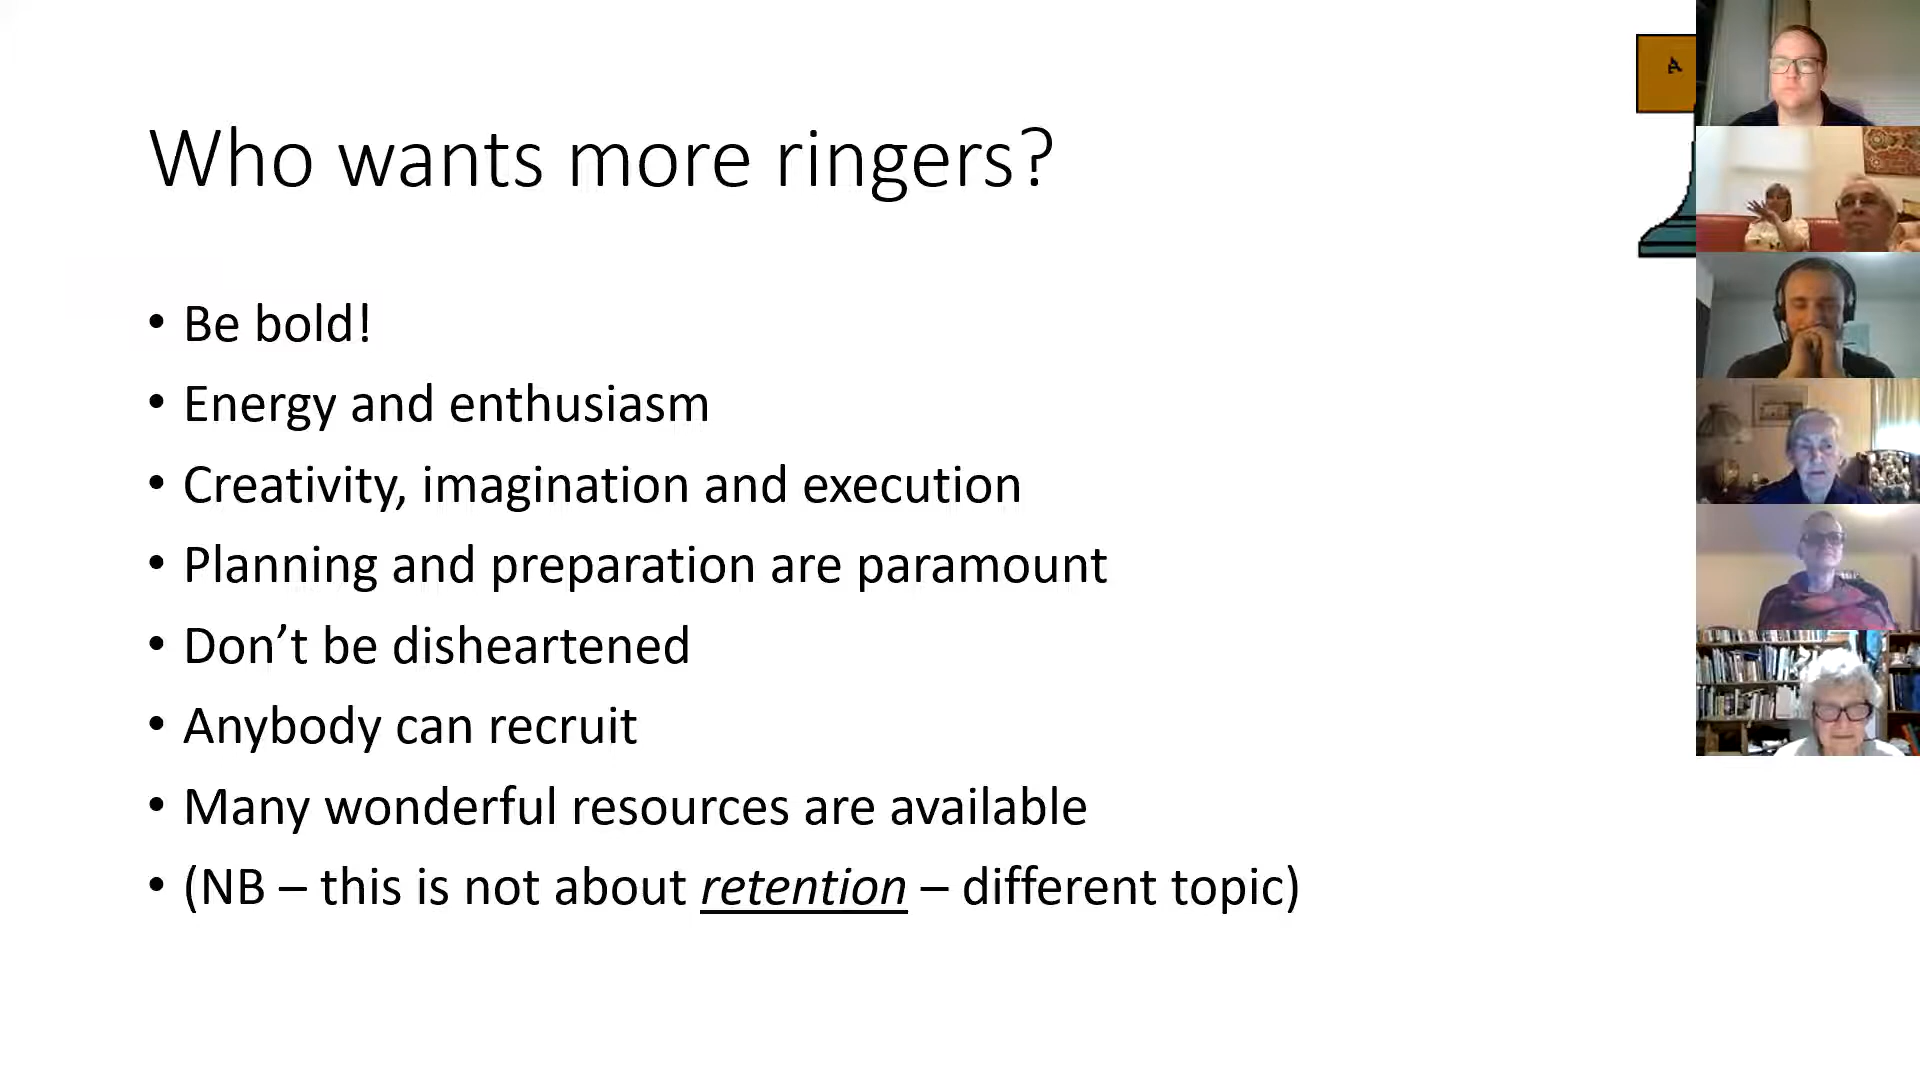 Who wants more ringers?
A
• Be bold!
• Energy and enthusiasm
• Creativity, imagination and execution
• Planning and preparation are paramount
• Don’t be disheartened
• Anybody can recruit
• Many wonderful resources are available
• (NB – this is not about retention – different topic)